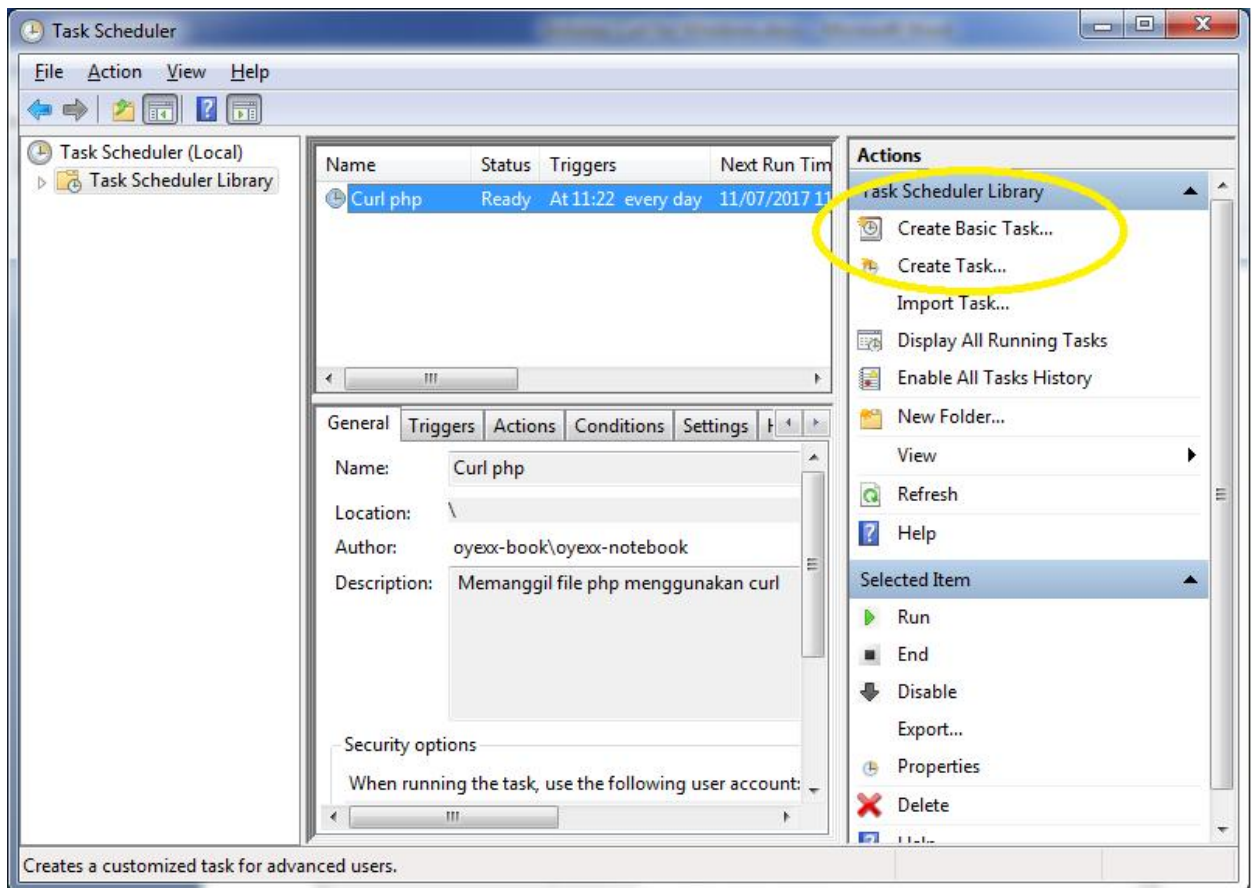 Task Scheduler
File Action View Help
Task Scheduler (Local)
Task Scheduler Library
Name Status Triggers Next Run Tim
Curl php Ready At 11:22 every day 11/07/2017 11
General Triggers Actions Conditions Settings
Name: Curl php
Location: \
Author: oyexx-book\oyexx-notebook
Description: Memanggil file php menggunakan curl
Security options
When running the task, use the following user account:
Actions
Task Scheduler Library
Create Basic Task...
Create Task...
Import Task...
Display All Running Tasks
Enable All Tasks History
New Folder...
View
Refresh
Help
Selected Item
Run
End
Disable
Export...
Properties
Delete
Creates a customized task for advanced users.